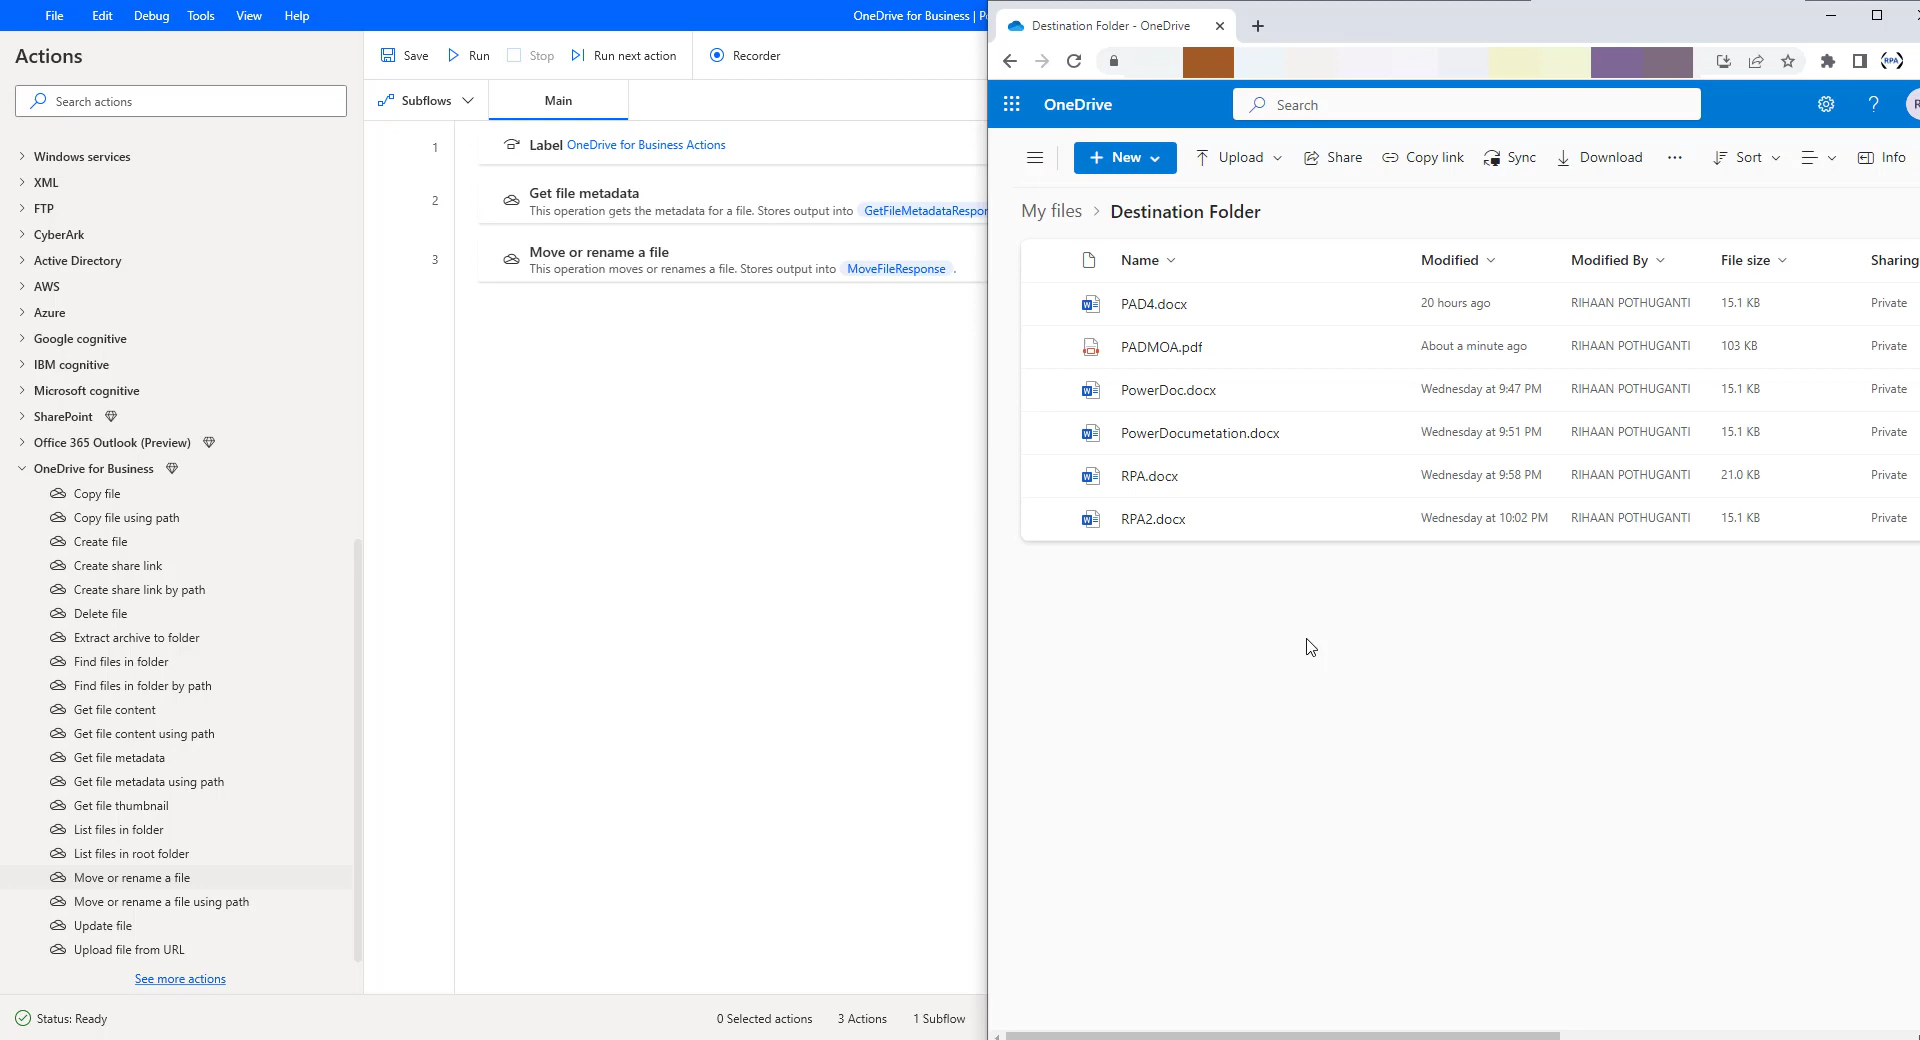 File Edit Debug Tools View Help
OneDrive for Business | P
Actions
Search actions
Windows services
XML
FTP
CyberArk
Active Directory
AWS
Azure
Google cognitive
IBM cognitive
Microsoft cognitive
SharePoint
Office 365 Outlook (Preview)
OneDrive for Business
Copy file
Copy file using path
Create file
Create share link
Create share link by path
Delete file
Extract archive to folder
Find files in folder
Find files in folder by path
Get file content
Get file content using path
Get file metadata
Get file metadata using path
Get file thumbnail
List files in folder
List files in root folder
Move or rename a file
Move or rename a file using path
Update file
Upload file from URL
See more actions
Status: Ready
Save Run Stop Run next action Recorder
Subflows Main
1 Label OneDrive for Business Actions
2 Get file metadata
This operation gets the metadata for a file. Stores output into GetFileMetadataRespon
3 Move or rename a file
This operation moves or renames a file. Stores output into MoveFileResponse .
0 Selected actions 3 Actions 1 Subflow
Destination Folder - OneDrive
RPA
OneDrive Search ? R
New Upload Share Copy link Sync Download ... Sort Info
My files > Destination Folder
Name Modified Modified By File size Sharing
PAD4.docx 20 hours ago RIHAAN POTHUGANTI 15.1 KB Private
PADMOA.pdf About a minute ago RIHAAN POTHUGANTI 103 KB Private
PowerDoc.docx Wednesday at 9:47 PM RIHAAN POTHUGANTI 15.1 KB Private
PowerDocumetation.docx Wednesday at 9:51 PM RIHAAN POTHUGANTI 15.1 KB Private
RPA.docx Wednesday at 9:58 PM RIHAAN POTHUGANTI 21.0 KB Private
RPA2.docx Wednesday at 10:02 PM RIHAAN POTHUGANTI 15.1 KB Private